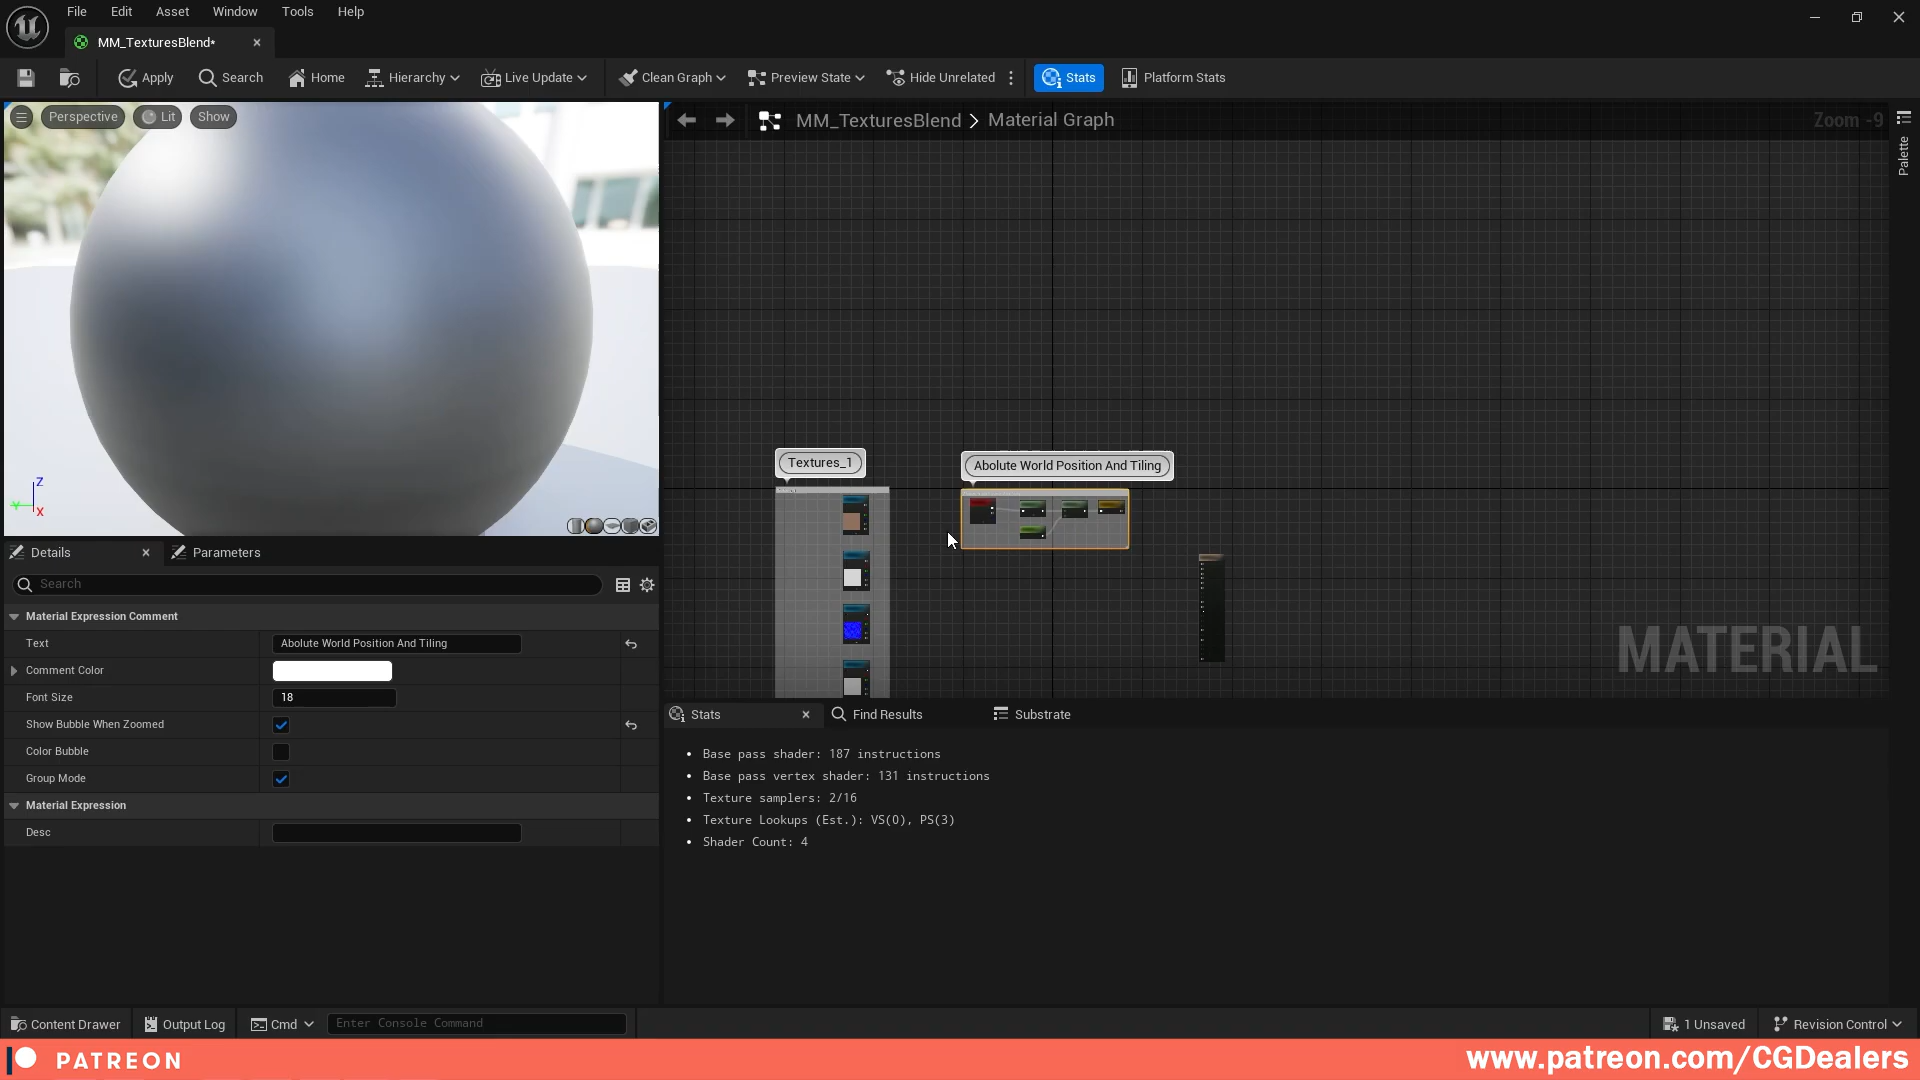 File Edit Asset Window Tools Help
MM_TexturesBlend*
Apply Search Home Hierarchy Live Update Clean Graph Preview State Hide Unrelated Stats Platform Stats
Perspective Lit Show
MM_TexturesBlend > Material Graph
Zoom -9
Palette
Z
Y
X
Textures_1
Abolute World Position And Tiling
MATERIAL
Details Parameters
Search
Material Expression Comment
Text Abolute World Position And Tiling
Comment Color
Font Size 18
Show Bubble When Zoomed
Color Bubble
Group Mode
Material Expression
Desc
Stats Find Results Substrate
• Base pass shader: 187 instructions
• Base pass vertex shader: 131 instructions
• Texture samplers: 2/16
• Texture Lookups (Est.): VS(0), PS(3)
• Shader Count: 4
Content Drawer Output Log Cmd Enter Console Command 1 Unsaved Revision Control
PATREON www.patreon.com/CGDealers